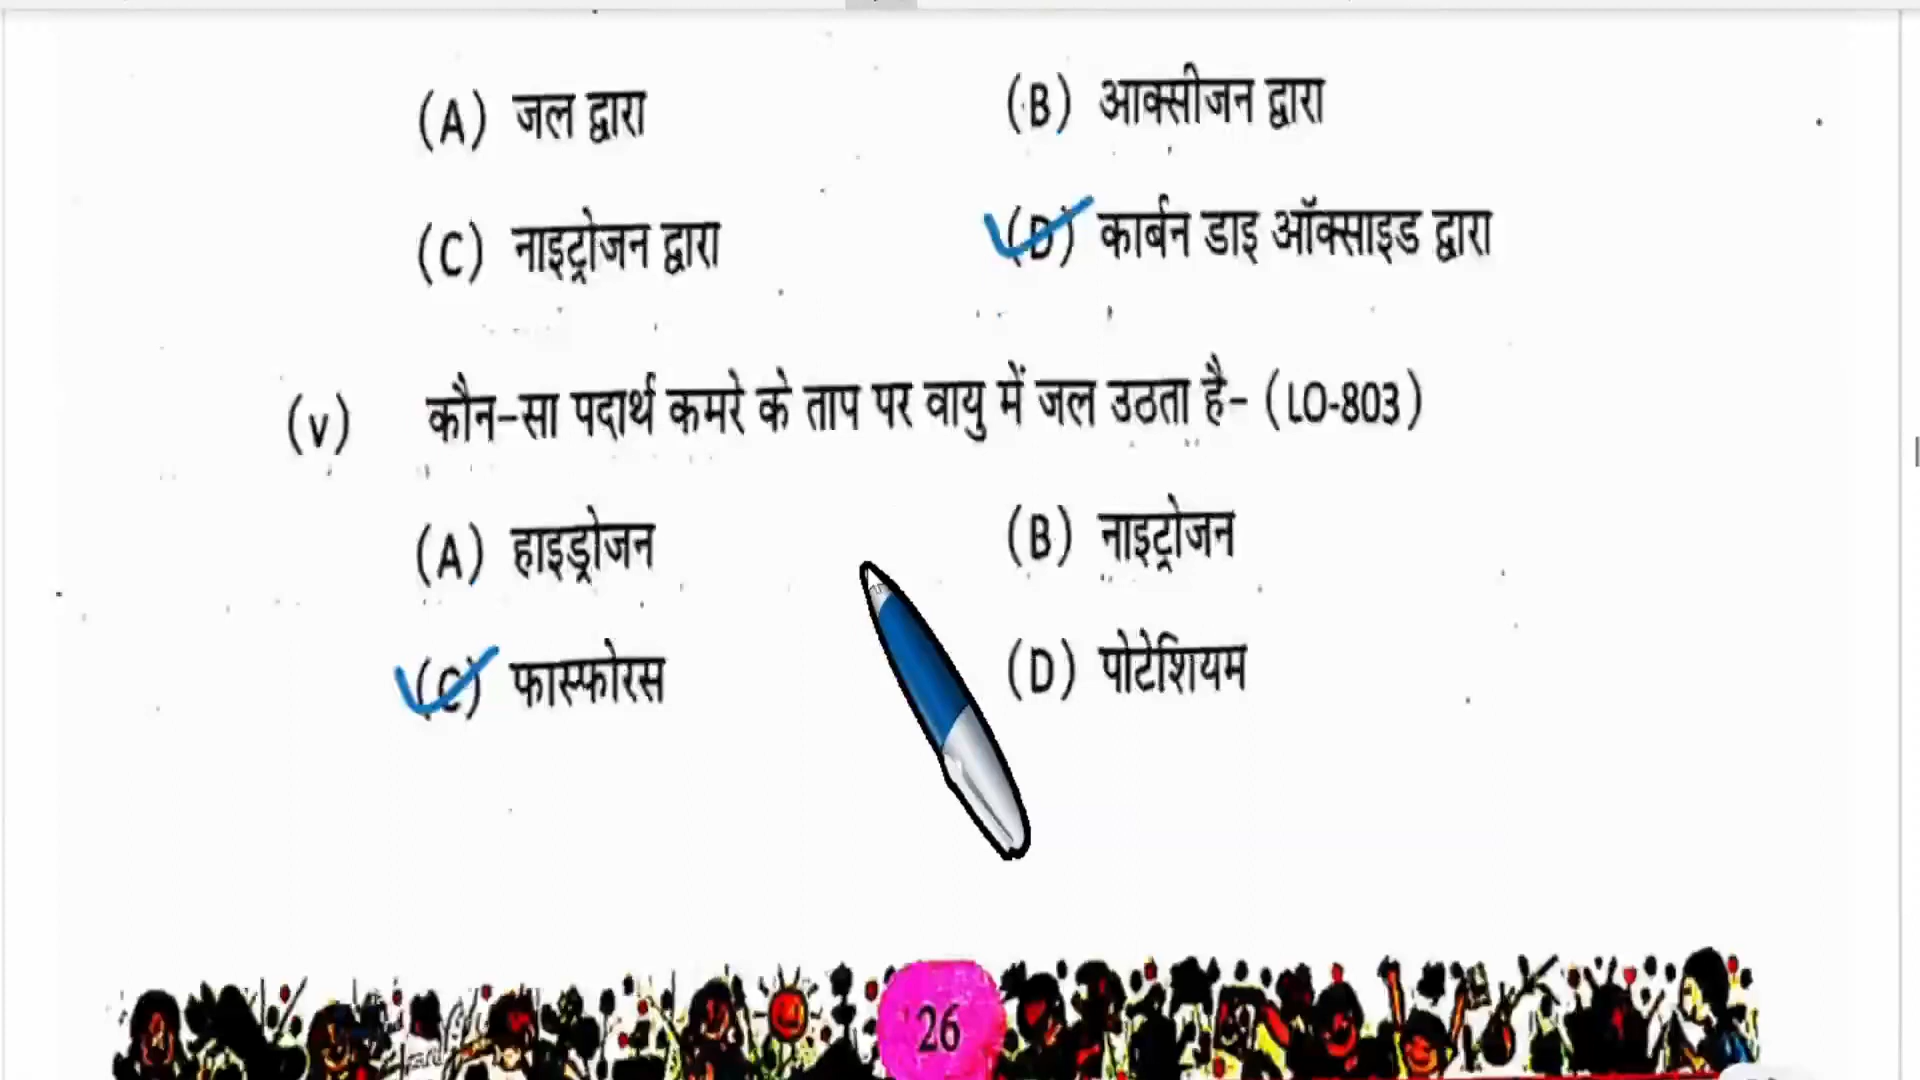 (A) जल द्वारा (B) आक्सीजन द्वारा
(C) नाइट्रोजन द्वारा (D) कार्बन डाइ ऑक्साइड द्वारा
(v) कौन-सा पदार्थ कमरे के ताप पर वायु में जल उठता है- (LO-803)
(A) हाइड्रोजन (B) नाइट्रोजन
(C) फास्फोरस (D) पोटेशियम
26